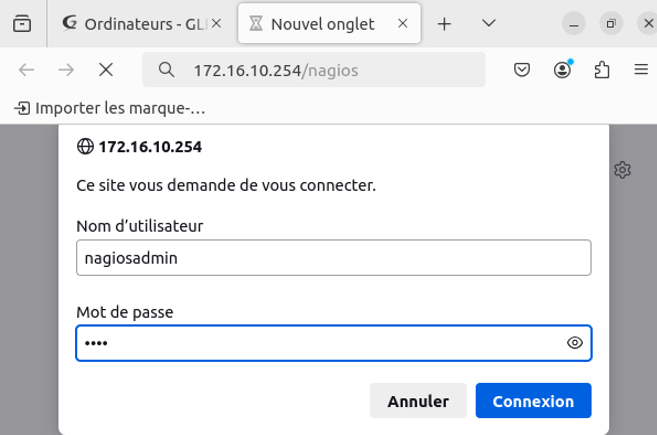 Ordinateurs - GL
Nouvel onglet
172.16.10.254/nagios
Importer les marque-…
172.16.10.254
Ce site vous demande de vous connecter.
Nom d’utilisateur
nagiosadmin
Mot de passe
••••
Annuler Connexion